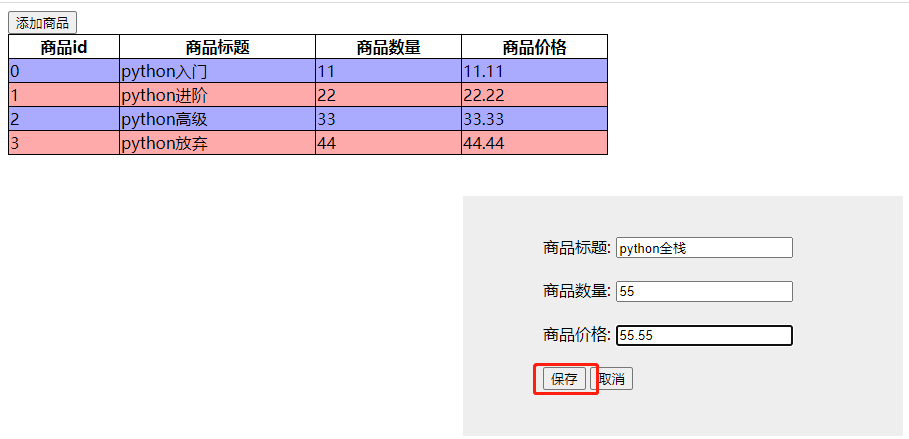 添加商品
商品id 商品标题 商品数量 商品价格
0 python入门 11 11.11
1 python进阶 22 22.22
2 python高级 33 33.33
3 python放弃 44 44.44
商品标题: python全栈
商品数量: 55
商品价格: 55.55
保存 取消